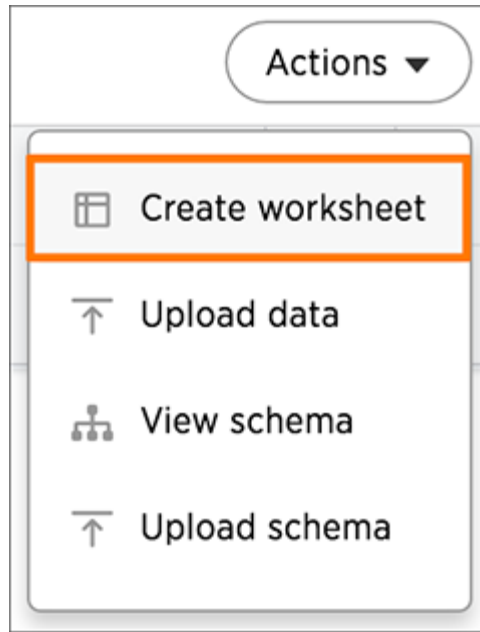 Actions
Create worksheet
Upload data
View schema
Upload schema